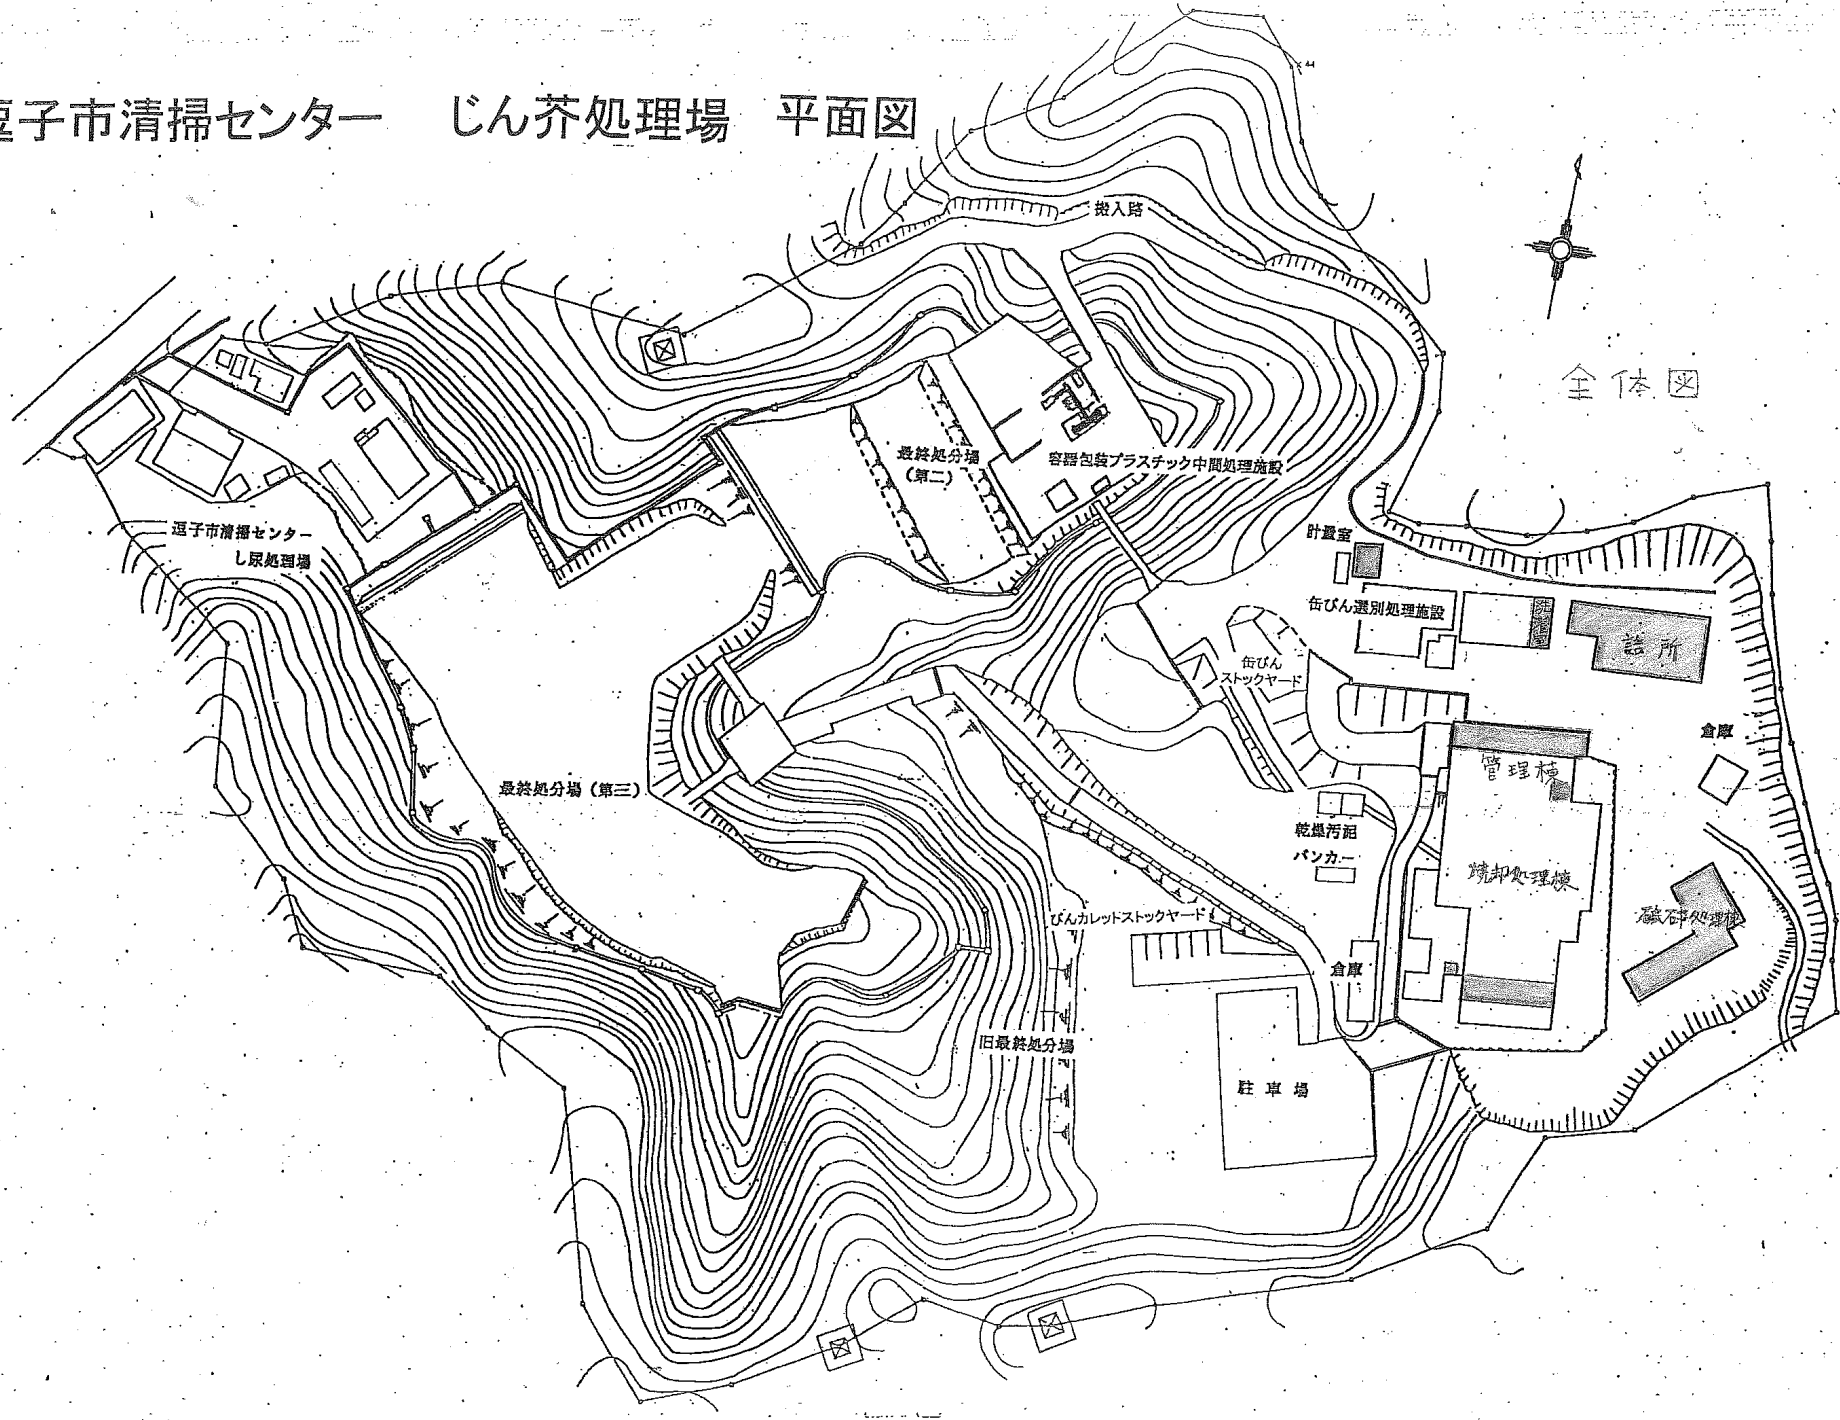 逗子市清掃センター じん芥処理場 平面図
搬入路
全体図
最終処分場
(第二)
容器包装プラスチック中間処理施設
逗子市清掃センター
し尿処理場
計量室
缶びん選別処理施設
詰所
缶びん
ストックヤード
倉庫
管理棟
最終処分場(第三)
乾燥汚泥
バンカー
焼却処理棟
びんカレットストックヤード
破砕処理棟
倉庫
旧最終処分場
駐車場